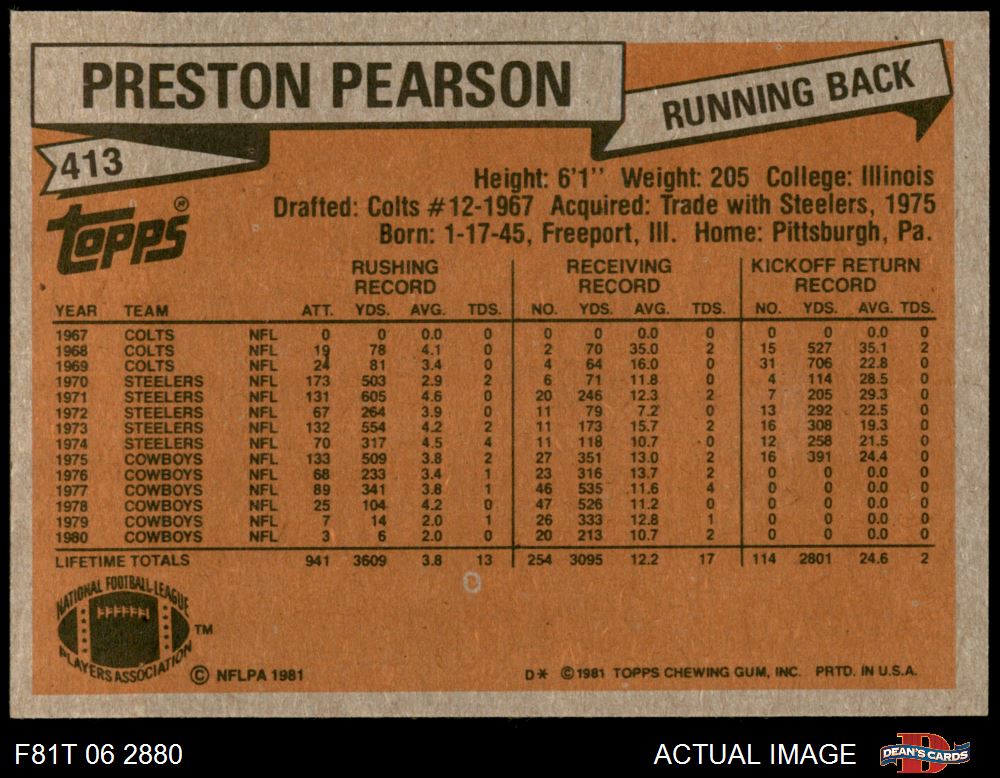 PRESTON PEARSON
RUNNING BACK
413
TOPPS ®
Height: 6'1'' Weight: 205 College: Illinois
Drafted: Colts #12-1967 Acquired: Trade with Steelers, 1975
Born: 1-17-45, Freeport, Ill. Home: Pittsburgh, Pa.
RUSHING RECORD RECEIVING RECORD KICKOFF RETURN RECORD
YEAR TEAM ATT. YDS. AVG. TDS. NO. YDS. AVG. TDS. NO. YDS. AVG. TDS.
1967 COLTS NFL 0 0 0.0 0 0 0 0.0 0 0 0 0.0 0
1968 COLTS NFL 19 78 4.1 0 2 70 35.0 2 15 527 35.1 2
1969 COLTS NFL 24 81 3.4 0 4 64 16.0 0 31 706 22.8 0
1970 STEELERS NFL 173 503 2.9 2 6 71 11.8 0 4 114 28.5 0
1971 STEELERS NFL 131 605 4.6 0 20 246 12.3 2 7 205 29.3 0
1972 STEELERS NFL 67 264 3.9 0 11 79 7.2 0 13 292 22.5 0
1973 STEELERS NFL 132 554 4.2 2 11 173 15.7 2 16 308 19.3 0
1974 STEELERS NFL 70 317 4.5 4 11 118 10.7 0 12 258 21.5 0
1975 COWBOYS NFL 133 509 3.8 2 27 351 13.0 2 16 391 24.4 0
1976 COWBOYS NFL 68 233 3.4 1 23 316 13.7 2 0 0 0.0 0
1977 COWBOYS NFL 89 341 3.8 1 46 535 11.6 4 0 0 0.0 0
1978 COWBOYS NFL 25 104 4.2 0 47 526 11.2 0 0 0 0.0 0
1979 COWBOYS NFL 7 14 2.0 1 26 333 12.8 1 0 0 0.0 0
1980 COWBOYS NFL 3 6 2.0 0 20 213 10.7 2 0 0 0.0 0
LIFETIME TOTALS 941 3609 3.8 13 254 3095 12.2 17 114 2801 24.6 2
NATIONAL FOOTBALL LEAGUE
PLAYERS ASSOCIATION
TM
© NFLPA 1981
D* ©1981 TOPPS CHEWING GUM, INC. PRTD. IN U.S.A.
F81T 06 2880 ACTUAL IMAGE
D
DEAN'S CARDS